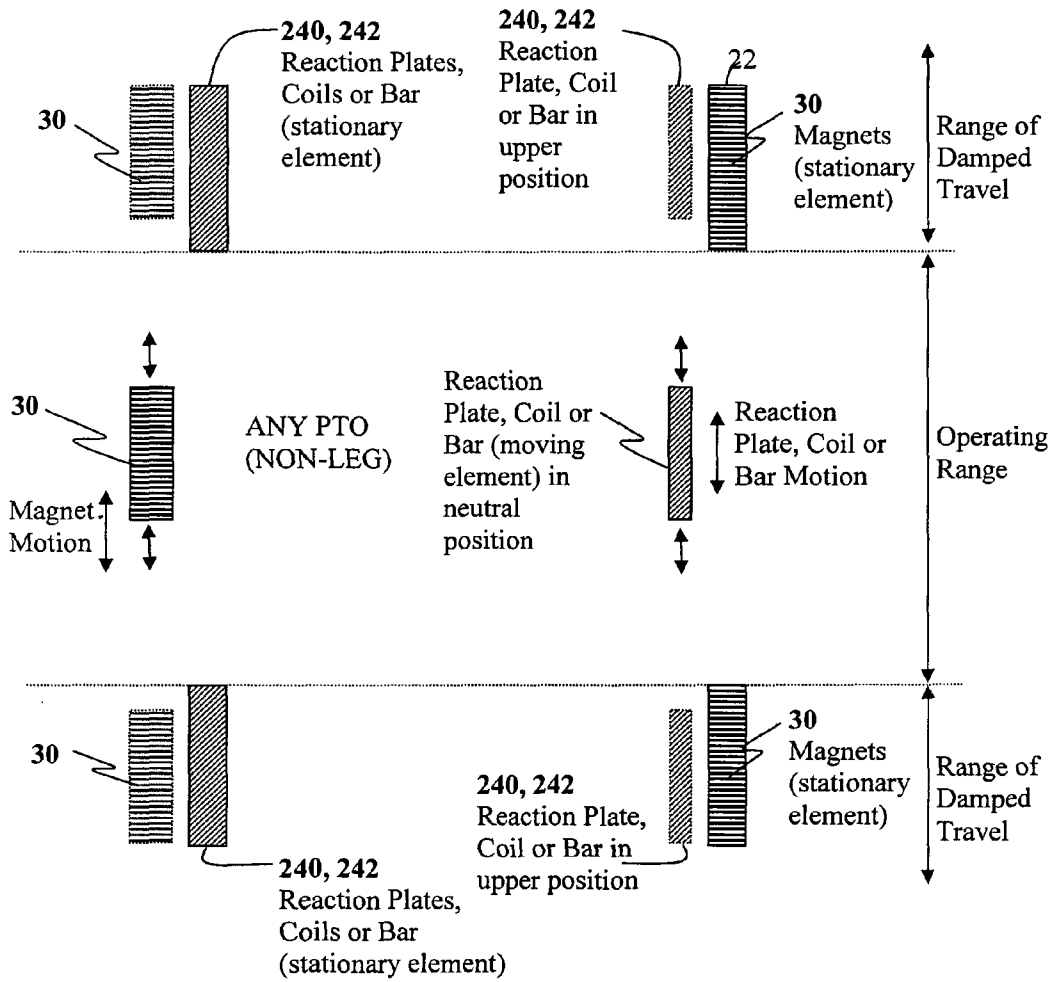 240, 242
Reaction Plates,
Coils or Bar
(stationary
element)
30
240, 242
Reaction
Plate, Coil
or Bar in
upper
position
22
30
Magnets
(stationary
element)
Range of
Damped
Travel
30
Magnet.
Motion
ANY PTO
(NON-LEG)
Reaction
Plate, Coil or
Bar (moving
element) in
neutral
position
Reaction
Plate, Coil or
Bar Motion
Operating
Range
30
240, 242
Reaction Plates,
Coils or Bar
(stationary element)
240, 242
Reaction Plate,
Coil or Bar in
upper position
30
Magnets
(stationary
element)
Range of
Damped
Travel